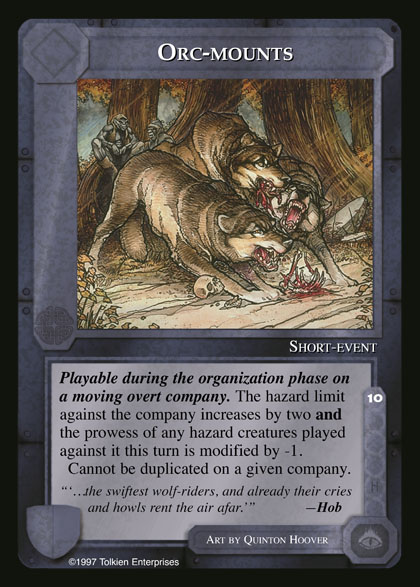 ORC-MOUNTS
SHORT-EVENT
Playable during the organization phase on
a moving overt company. The hazard limit
against the company increases by two and
the prowess of any hazard creatures played
against it this turn is modified by -1.
Cannot be duplicated on a given company.
“‘…the swiftest wolf-riders, and already their cries
and howls rent the air afar.’” —Hob
10
H
ART BY QUINTON HOOVER
©1997 Tolkien Enterprises